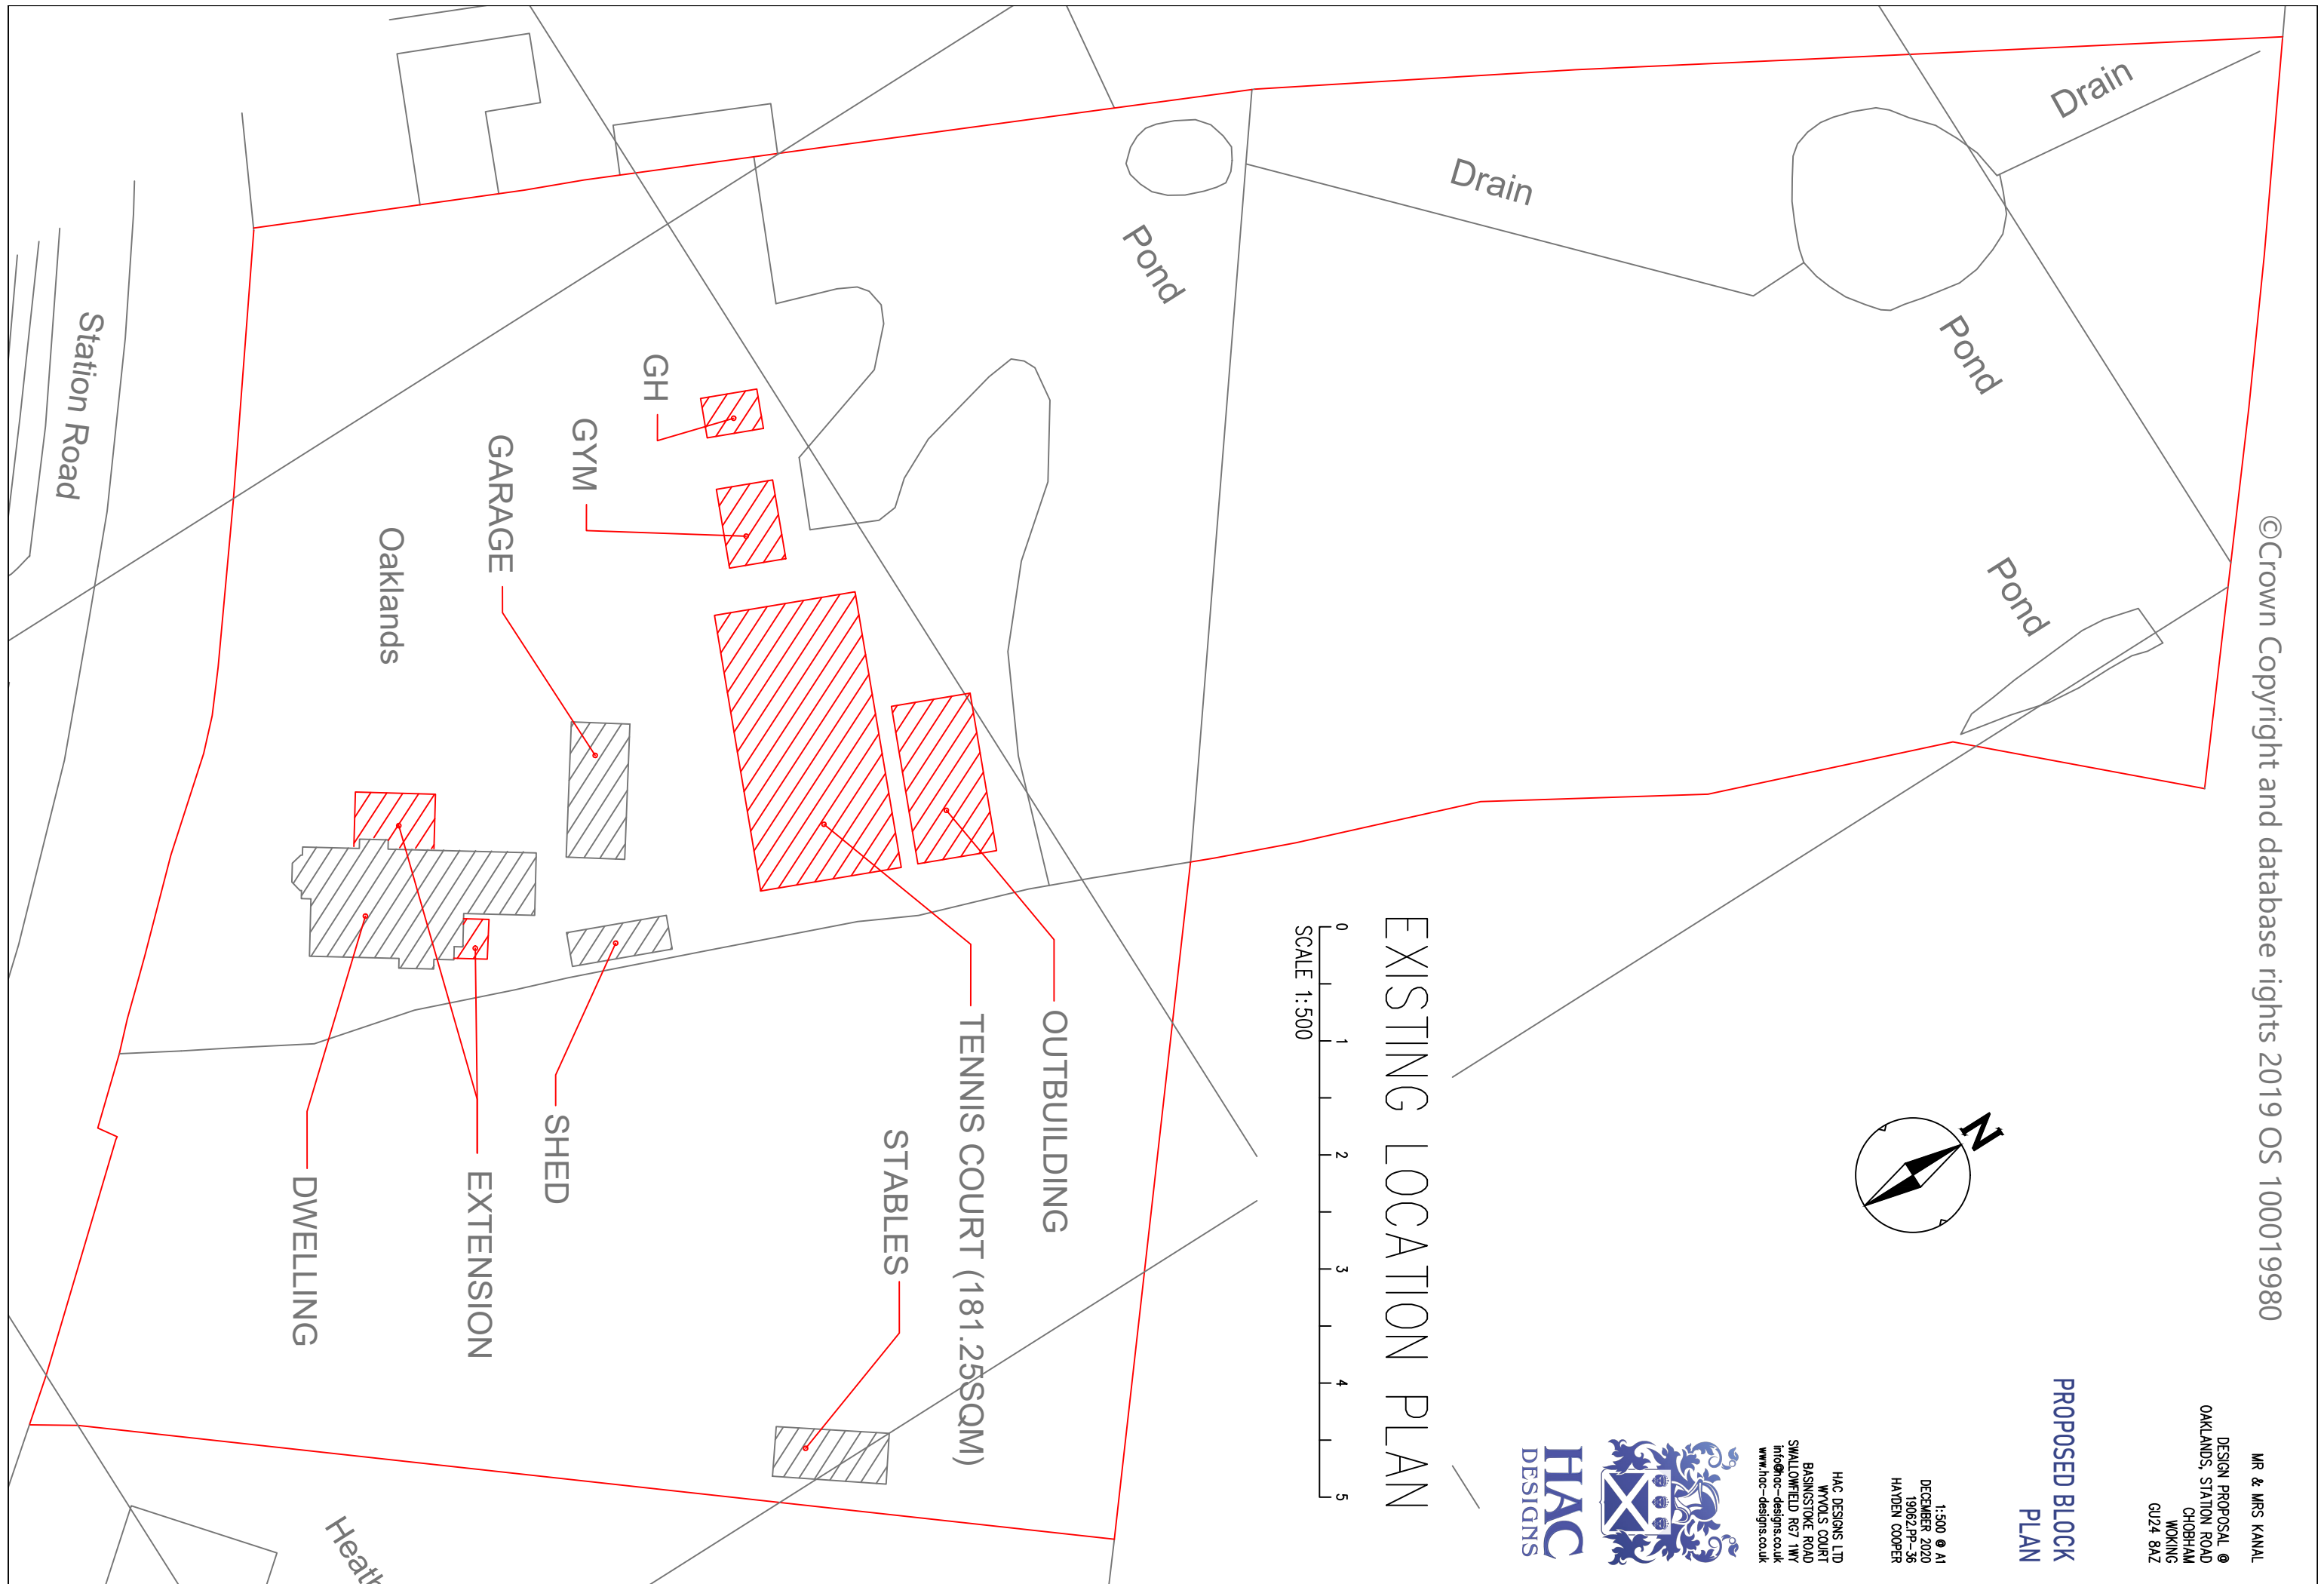 ©Crown Copyright and database rights 2019 OS 100019980
MR & MRS KANAL
DESIGN PROPOSAL @
OAKLANDS, STATION ROAD
CHOBHAM
WOKING
GU24 8AZ
PROPOSED BLOCK
PLAN
1:500 @ A1
DECEMBER 2020
19062.PP-36
HAYDEN COOPER
HAC DESIGNS LTD
WYVOLS COURT
BASINGSTOKE ROAD
SWALLOWFIELD. RG7 1WY
info@hac-designs.co.uk
www.hac-designs.co.uk
HAC
DESIGNS
N
Drain
Pond
Pond
Drain
Pond
EXISTING LOCATION PLAN
0 1 2 3 4 5
SCALE 1:500
OUTBUILDING
TENNIS COURT (181.25SQM)
STABLES
GH
GYM
GARAGE
SHED
EXTENSION
Oaklands
DWELLING
Station Road
Heath